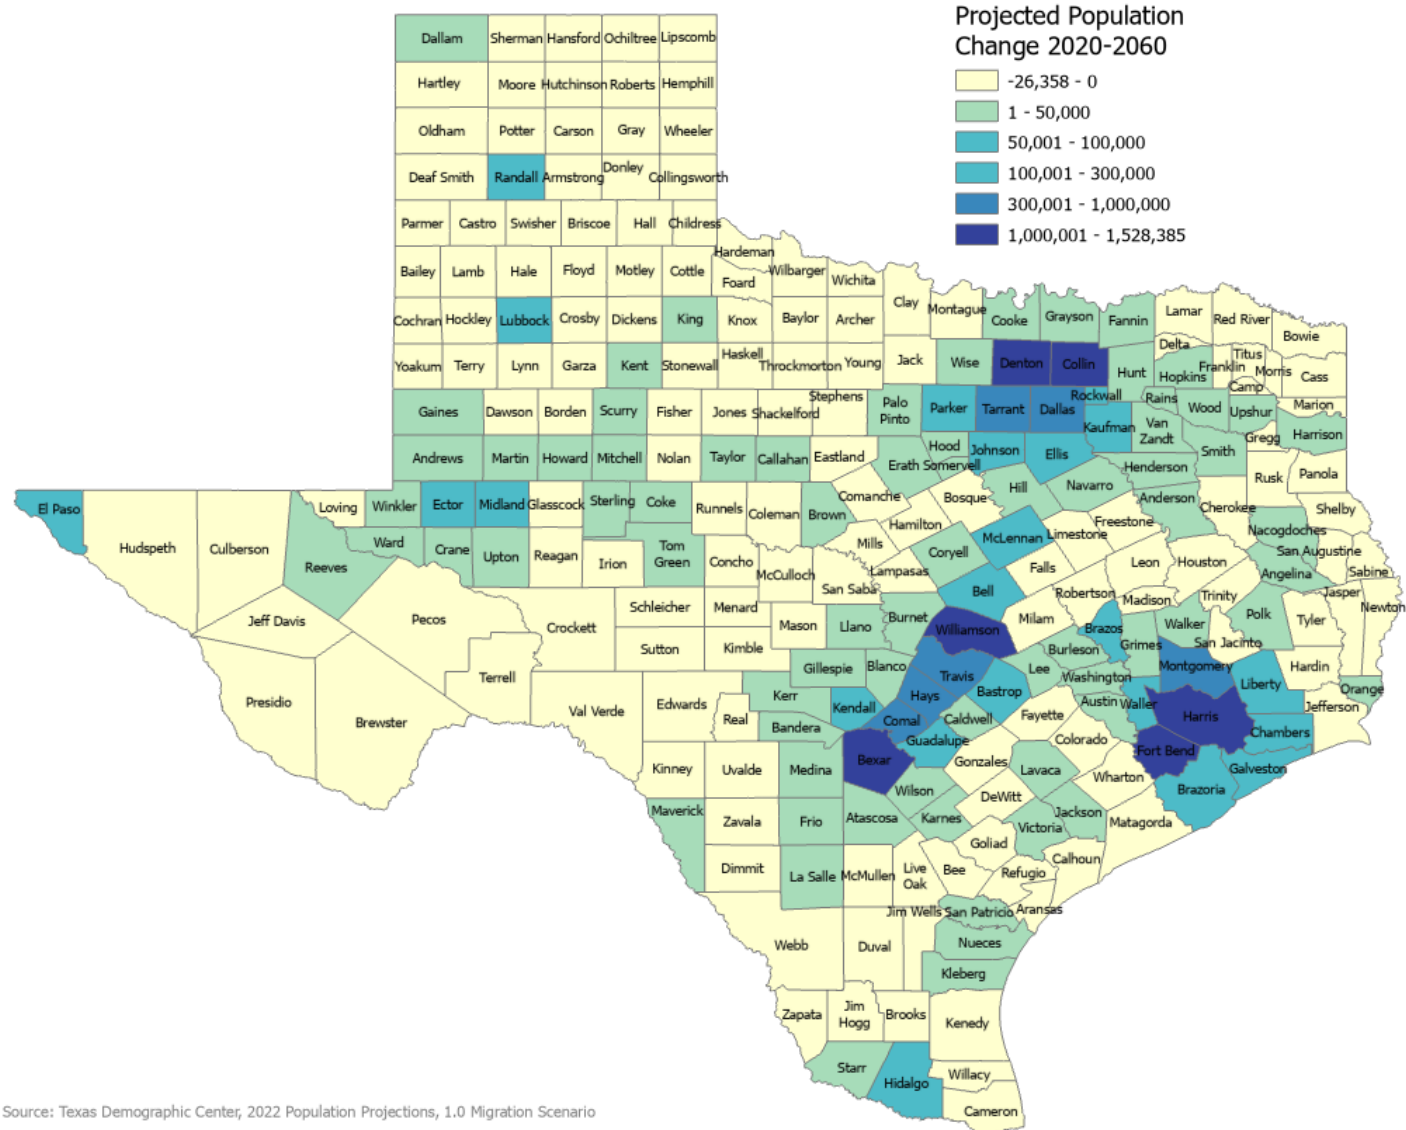 Projected Population
Change 2020-2060
-26,358 - 0
1 - 50,000
50,001 - 100,000
100,001 - 300,000
300,001 - 1,000,000
1,000,001 - 1,528,385
Dallam Sherman Hansford Ochiltree Lipscomb
Hartley Moore Hutchinson Roberts Hemphill
Oldham Potter Carson Gray Wheeler
Deaf Smith Randall Armstrong Donley Collingsworth
Parmer Castro Swisher Briscoe Hall Childress
Hardeman
Bailey Lamb Hale Floyd Motley Cottle Foard Wilbarger Wichita
Clay Montague Cooke Grayson Fannin Lamar Red River Bowie
Cochran Hockley Lubbock Crosby Dickens King Knox Baylor Archer
Delta Titus
Yoakum Terry Lynn Garza Kent Stonewall Haskell Throckmorton Young Jack Wise Denton Collin Hunt Hopkins Franklin Morris Cass
Camp
Gaines Dawson Borden Scurry Fisher Jones Shackelford Stephens Palo
Pinto Parker Tarrant Dallas Rockwall Rains Wood Upshur Marion
Kaufman Van
Zandt Gregg Harrison
Andrews Martin Howard Mitchell Nolan Taylor Callahan Eastland Erath Hood Somervell Johnson Ellis Henderson Smith Rusk Panola
El Paso Hudspeth Culberson Loving Winkler Ector Midland Glasscock Sterling Coke Runnels Coleman Brown Comanche Bosque Hill Navarro Anderson Cherokee Shelby
Reeves Ward Crane Upton Reagan Irion Tom
Green Concho McCulloch Mills Hamilton McLennan Limestone Freestone Nacogdoches
Coryell Falls Leon Houston San Augustine Sabine
San Saba Lampasas Bell Robertson Madison Trinity Angelina Jasper Newton
Jeff Davis Pecos Crockett Schleicher Menard Mason Llano Burnet Williamson Milam Brazos Walker Polk Tyler
Sutton Kimble Gillespie Blanco Travis Lee Burleson Grimes San Jacinto Montgomery Hardin
Presidio Brewster Terrell Val Verde Edwards Real Kerr Kendall Hays Bastrop Washington Liberty Orange
Bandera Comal Caldwell Fayette Austin Waller Harris Jefferson
Kinney Uvalde Medina Bexar Guadalupe Gonzales Colorado Fort Bend Chambers
Maverick Zavala Frio Atascosa Wilson Lavaca Wharton Brazoria Galveston
Karnes DeWitt Victoria Jackson Matagorda
Dimmit La Salle McMullen Live
Oak Bee Goliad Refugio Calhoun
Webb Duval Jim Wells San Patricio Aransas
Nueces
Kleberg
Zapata Jim
Hogg Brooks Kenedy
Starr Hidalgo Willacy
Cameron
Source: Texas Demographic Center, 2022 Population Projections, 1.0 Migration Scenario